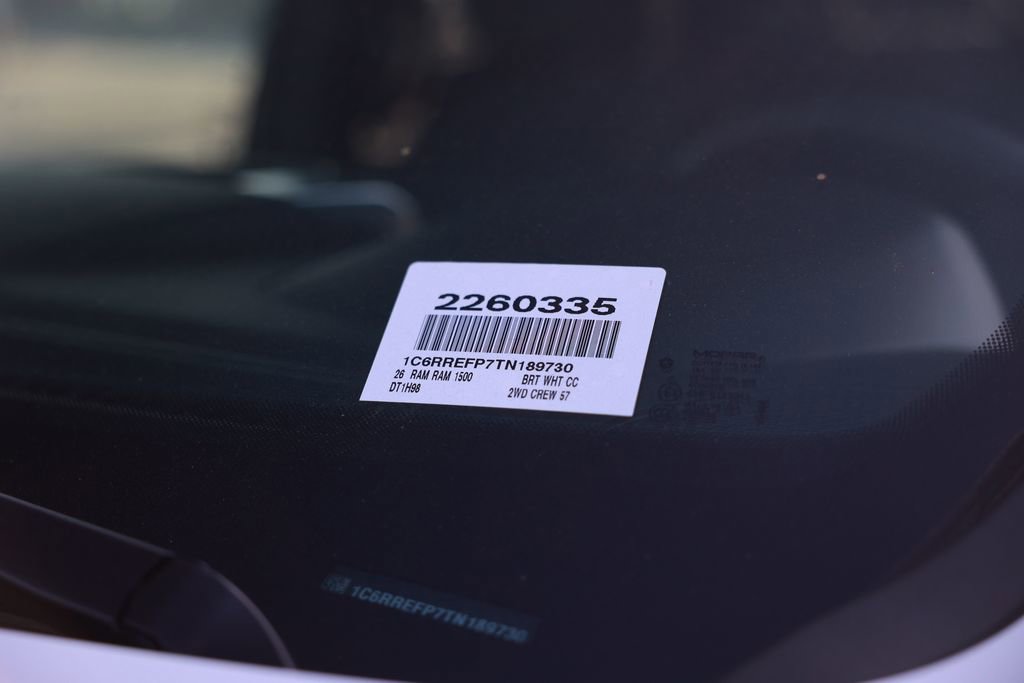 2260335
1C6RREFP7TN189730
26 RAM RAM 1500 BRT WHT CC
DT1H98 2WD CREW 57
MOPAR
1C6RREFP7TN189730